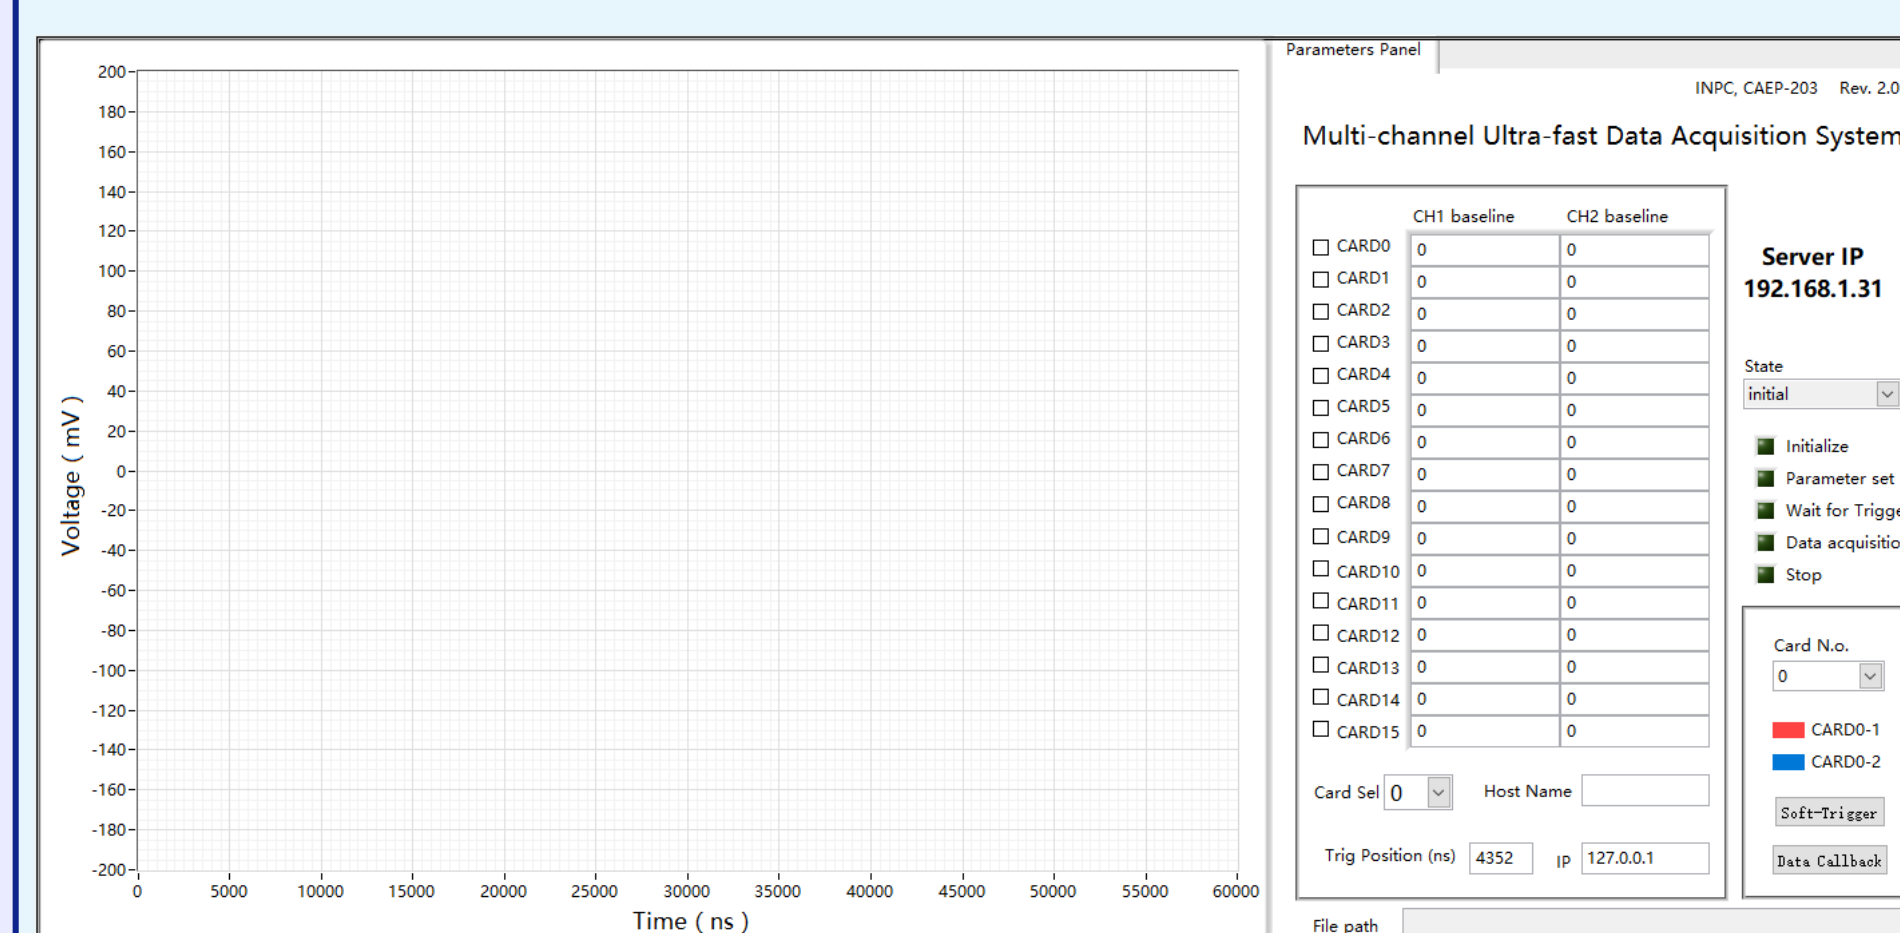 Parameters Panel
INPC, CAEP-203 Rev. 2.0
Multi-channel Ultra-fast Data Acquisition System
200
180
160
140
120
100
80
60
40
20
0
-20
-40
-60
-80
-100
-120
-140
-160
-180
-200
Voltage ( mV )
0 5000 10000 15000 20000 25000 30000 35000 40000 45000 50000 55000 60000
Time ( ns )
CH1 baseline CH2 baseline
CARD0 0 0
CARD1 0 0
CARD2 0 0
CARD3 0 0
CARD4 0 0
CARD5 0 0
CARD6 0 0
CARD7 0 0
CARD8 0 0
CARD9 0 0
CARD10 0 0
CARD11 0 0
CARD12 0 0
CARD13 0 0
CARD14 0 0
CARD15 0 0
Card Sel 0 Host Name
Trig Position (ns) 4352 IP 127.0.0.1
File path
Server IP
192.168.1.31
State
initial
Initialize
Parameter set
Wait for Trigge
Data acquisitio
Stop
Card N.o.
0
CARD0-1
CARD0-2
Soft-Trigger
Data Callback